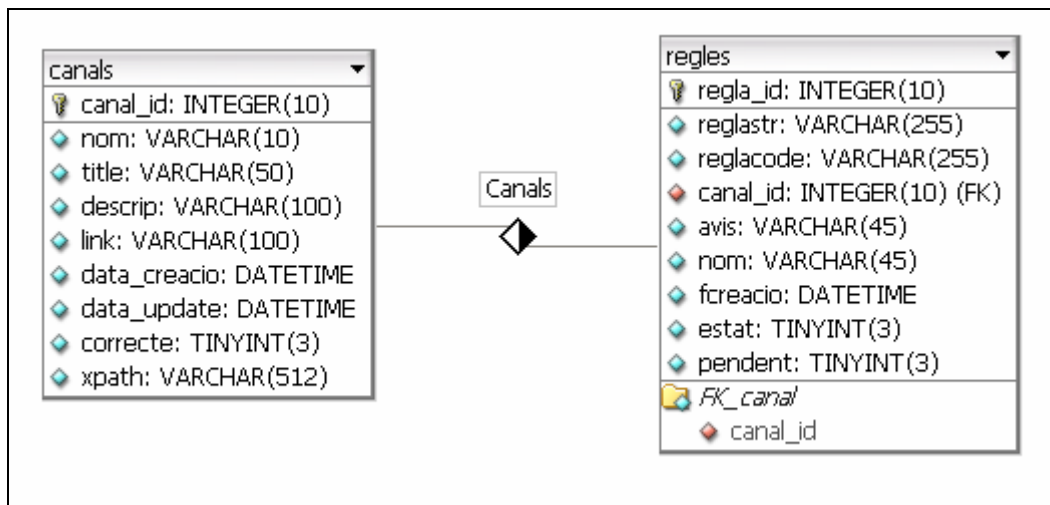 canals
canal_id: INTEGER(10)
nom: VARCHAR(10)
title: VARCHAR(50)
descrip: VARCHAR(100)
link: VARCHAR(100)
data_creacio: DATETIME
data_update: DATETIME
correcte: TINYINT(3)
xpath: VARCHAR(512)
Canals
regles
regla_id: INTEGER(10)
reglastr: VARCHAR(255)
reglacode: VARCHAR(255)
canal_id: INTEGER(10) (FK)
avis: VARCHAR(45)
nom: VARCHAR(45)
fcreacio: DATETIME
estat: TINYINT(3)
pendent: TINYINT(3)
FK_canal
canal_id